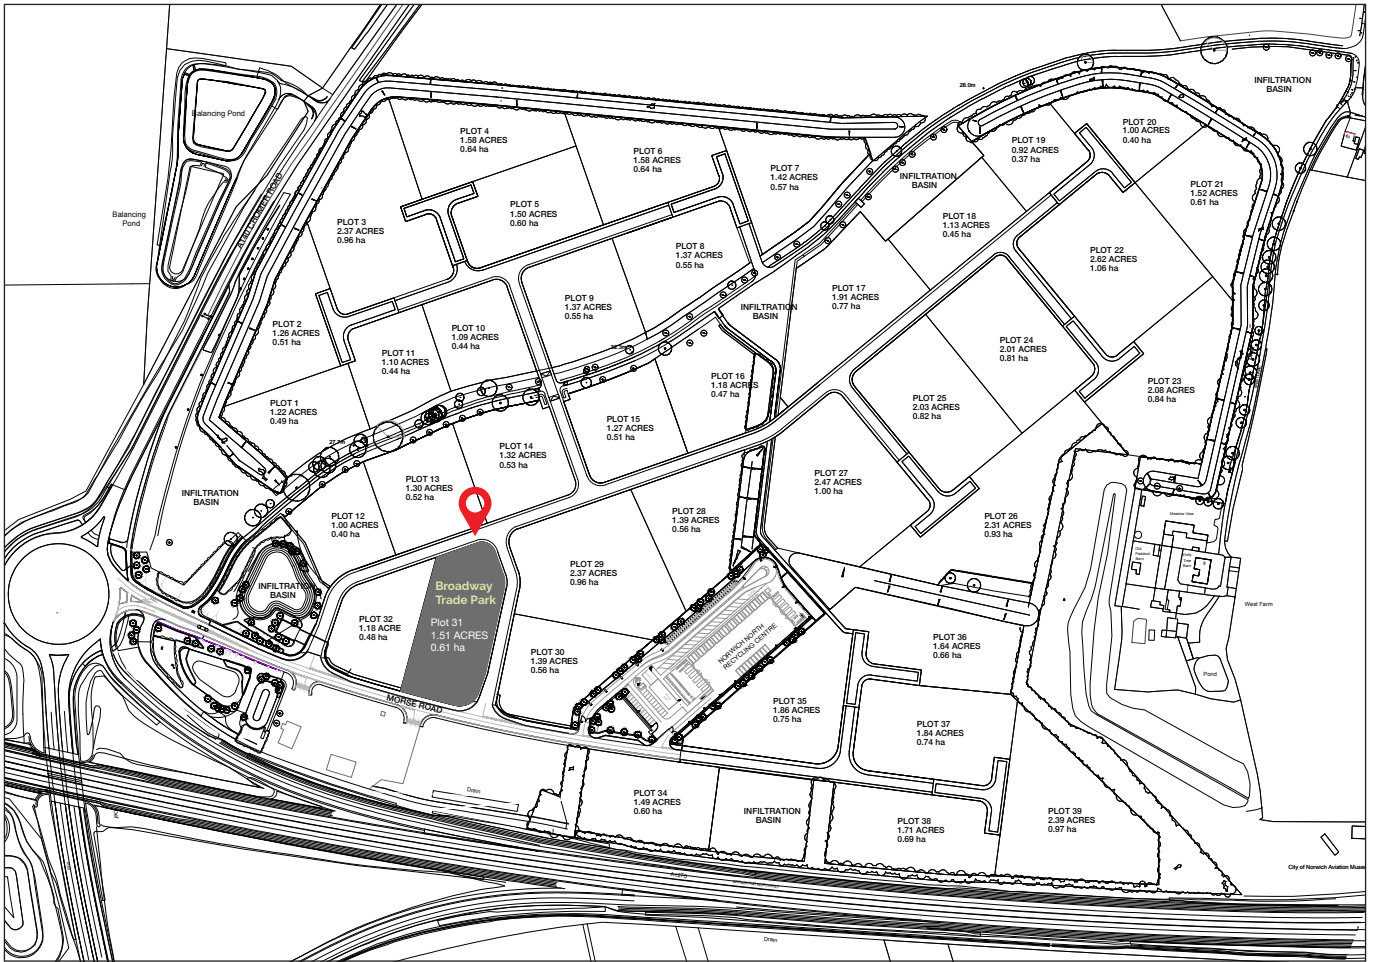 INFILTRATION
BASIN
28.0m
Balancing Pond
PLOT 4
1.58 ACRES
0.64 ha
PLOT 6
1.58 ACRES
0.64 ha
PLOT 7
1.42 ACRES
0.57 ha
PLOT 19
0.92 ACRES
0.37 ha
PLOT 20
1.00 ACRES
0.40 ha
INFILTRATION
BASIN
PLOT 21
1.52 ACRES
0.61 ha
Balancing
Pond
A140 CROMER ROAD
PLOT 3
2.37 ACRES
0.96 ha
PLOT 5
1.50 ACRES
0.60 ha
PLOT 8
1.37 ACRES
0.55 ha
PLOT 18
1.13 ACRES
0.45 ha
PLOT 22
2.62 ACRES
1.06 ha
PLOT 9
1.37 ACRES
0.55 ha
INFILTRATION
BASIN
PLOT 17
1.91 ACRES
0.77 ha
PLOT 2
1.26 ACRES
0.51 ha
PLOT 10
1.09 ACRES
0.44 ha
PLOT 11
1.10 ACRES
0.44 ha
PLOT 24
2.01 ACRES
0.81 ha
PLOT 16
1.18 ACRES
0.47 ha
PLOT 23
2.08 ACRES
0.84 ha
PLOT 1
1.22 ACRES
0.49 ha
PLOT 25
2.03 ACRES
0.82 ha
PLOT 15
1.27 ACRES
0.51 ha
27.7m
PLOT 14
1.32 ACRES
0.53 ha
PLOT 13
1.30 ACRES
0.52 ha
PLOT 27
2.47 ACRES
1.00 ha
INFILTRATION
BASIN
PLOT 12
1.00 ACRES
0.40 ha
PLOT 28
1.39 ACRES
0.56 ha
PLOT 26
2.31 ACRES
0.93 ha
Meadow View
PLOT 29
2.37 ACRES
0.96 ha
INFILTRATION
BASIN
Broadway
Trade Park
Plot 31
1.51 ACRES
0.61 ha
PLOT 32
1.18 ACRE
0.48 ha
West Farm
NORWICH NORTH
RECYCLING CENTRE
PLOT 36
1.64 ACRES
0.66 ha
PLOT 30
1.39 ACRES
0.56 ha
Pond
MORSE ROAD
PLOT 35
1.86 ACRES
0.75 ha
PLOT 37
1.84 ACRES
0.74 ha
Drain
PLOT 34
1.49 ACRES
0.60 ha
INFILTRATION
BASIN
PLOT 38
1.71 ACRES
0.69 ha
PLOT 39
2.39 ACRES
0.97 ha
City of Norwich Aviation Muse
A1270
Drain